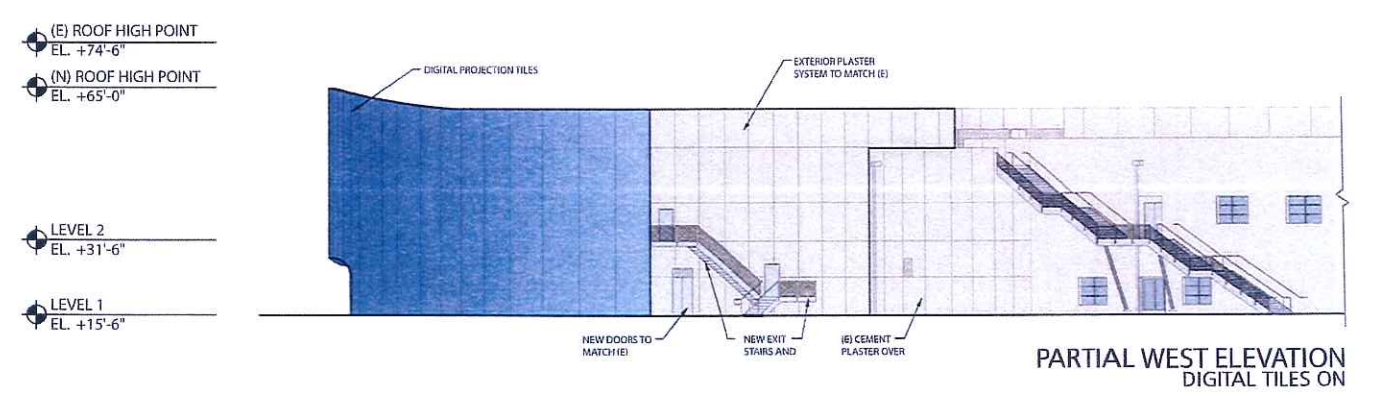 (E) ROOF HIGH POINT
EL. +74'-6"
(N) ROOF HIGH POINT
EL. +65'-0"
LEVEL 2
EL. +31'-6"
LEVEL 1
EL. +15'-6"
DIGITAL PROJECTION TILES
EXTERIOR PLASTER
SYSTEM TO MATCH (E)
NEW DOORS TO
MATCH (E)
NEW EXIT
STAIRS AND
(E) CEMENT
PLASTER OVER
PARTIAL WEST ELEVATION
DIGITAL TILES ON